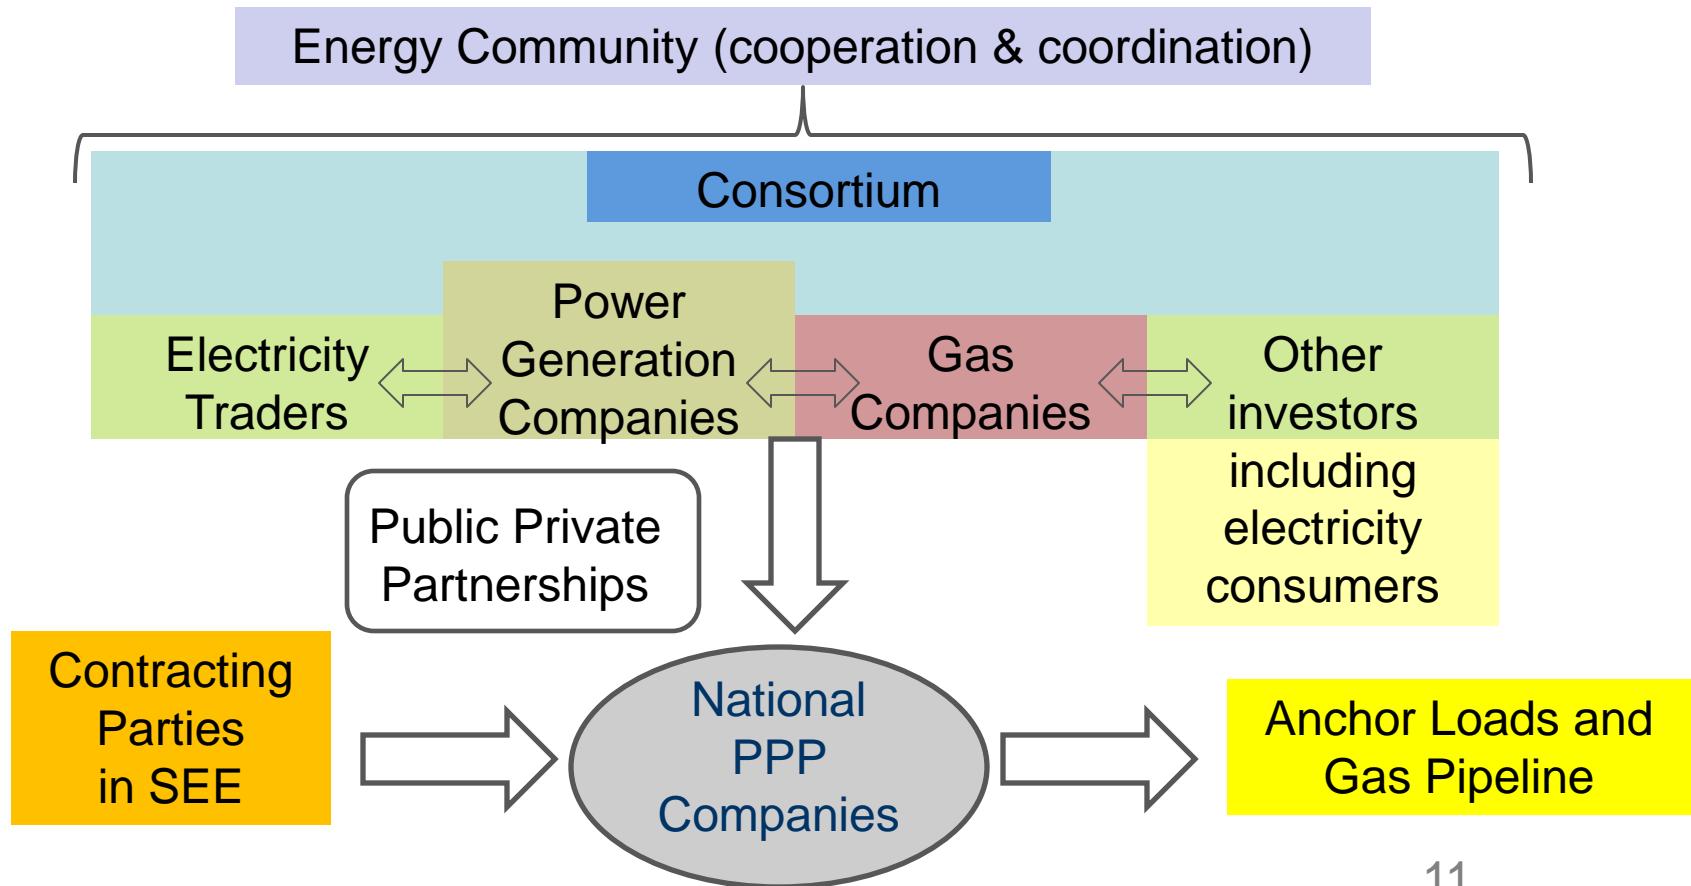 Energy Community (cooperation & coordination)
Consortium
Electricity
Traders
Power
Generation
Companies
Gas
Companies
Other
investors
including
electricity
consumers
Public Private
Partnerships
Contracting
Parties
in SEE
National
PPP
Companies
Anchor Loads and
Gas Pipeline
11